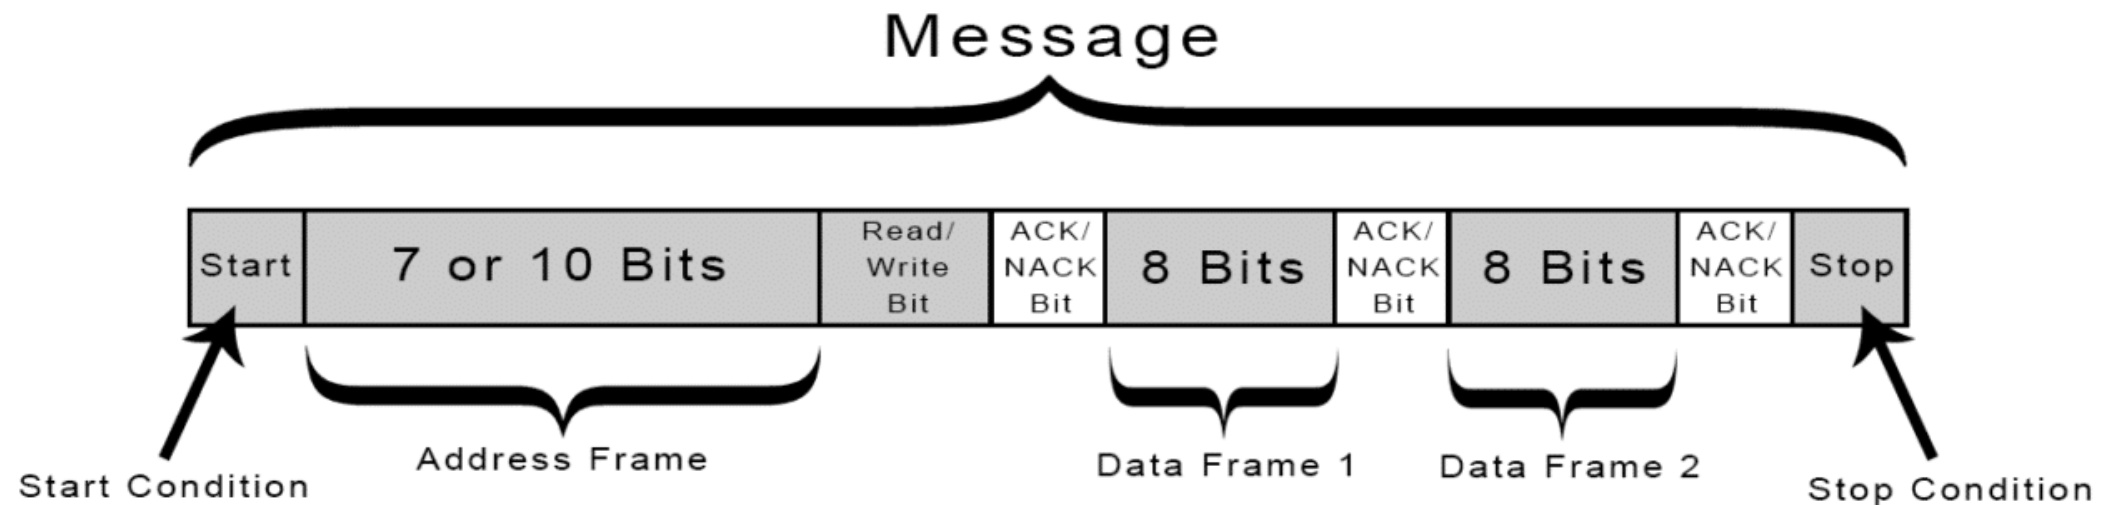 Message
Start
7 or 10 Bits
Read/
Write
Bit
ACK/
NACK
Bit
8 Bits
ACK/
NACK
Bit
8 Bits
ACK/
NACK
Bit
Stop
Start Condition
Address Frame
Data Frame 1
Data Frame 2
Stop Condition